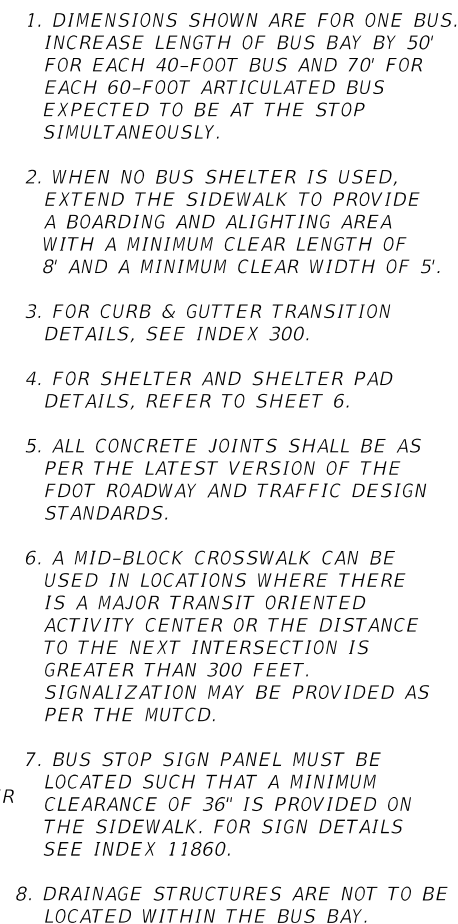 1. DIMENSIONS SHOWN ARE FOR ONE BUS.
INCREASE LENGTH OF BUS BAY BY 50'
FOR EACH 40-FOOT BUS AND 70' FOR
EACH 60-FOOT ARTICULATED BUS
EXPECTED TO BE AT THE STOP
SIMULTANEOUSLY.
2. WHEN NO BUS SHELTER IS USED,
EXTEND THE SIDEWALK TO PROVIDE
A BOARDING AND ALIGHTING AREA
WITH A MINIMUM CLEAR LENGTH OF
8' AND A MINIMUM CLEAR WIDTH OF 5'.
3. FOR CURB & GUTTER TRANSITION
DETAILS, SEE INDEX 300.
4. FOR SHELTER AND SHELTER PAD
DETAILS, REFER TO SHEET 6.
5. ALL CONCRETE JOINTS SHALL BE AS
PER THE LATEST VERSION OF THE
FDOT ROADWAY AND TRAFFIC DESIGN
STANDARDS.
6. A MID-BLOCK CROSSWALK CAN BE
USED IN LOCATIONS WHERE THERE
IS A MAJOR TRANSIT ORIENTED
ACTIVITY CENTER OR THE DISTANCE
TO THE NEXT INTERSECTION IS
GREATER THAN 300 FEET.
SIGNALIZATION MAY BE PROVIDED AS
PER THE MUTCD.
7. BUS STOP SIGN PANEL MUST BE
LOCATED SUCH THAT A MINIMUM
CLEARANCE OF 36" IS PROVIDED ON
THE SIDEWALK. FOR SIGN DETAILS
SEE INDEX 11860.
8. DRAINAGE STRUCTURES ARE NOT TO BE
LOCATED WITHIN THE BUS BAY.